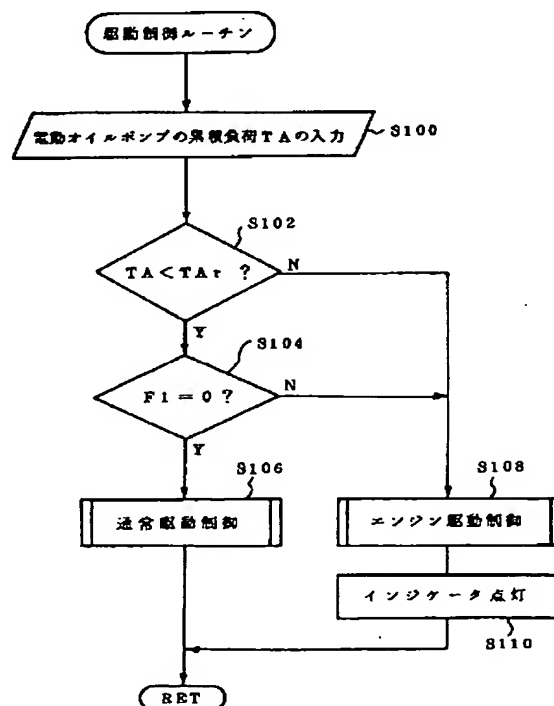 駆動制御ルーチン
電動オイルポンプの累積負荷TAの入力
S100
S102
TA<TAr ?
N
Y
S104
F1=0?
N
Y
S106
通常駆動制御
S108
エンジン駆動制御
インジケータ点灯
S110
RET